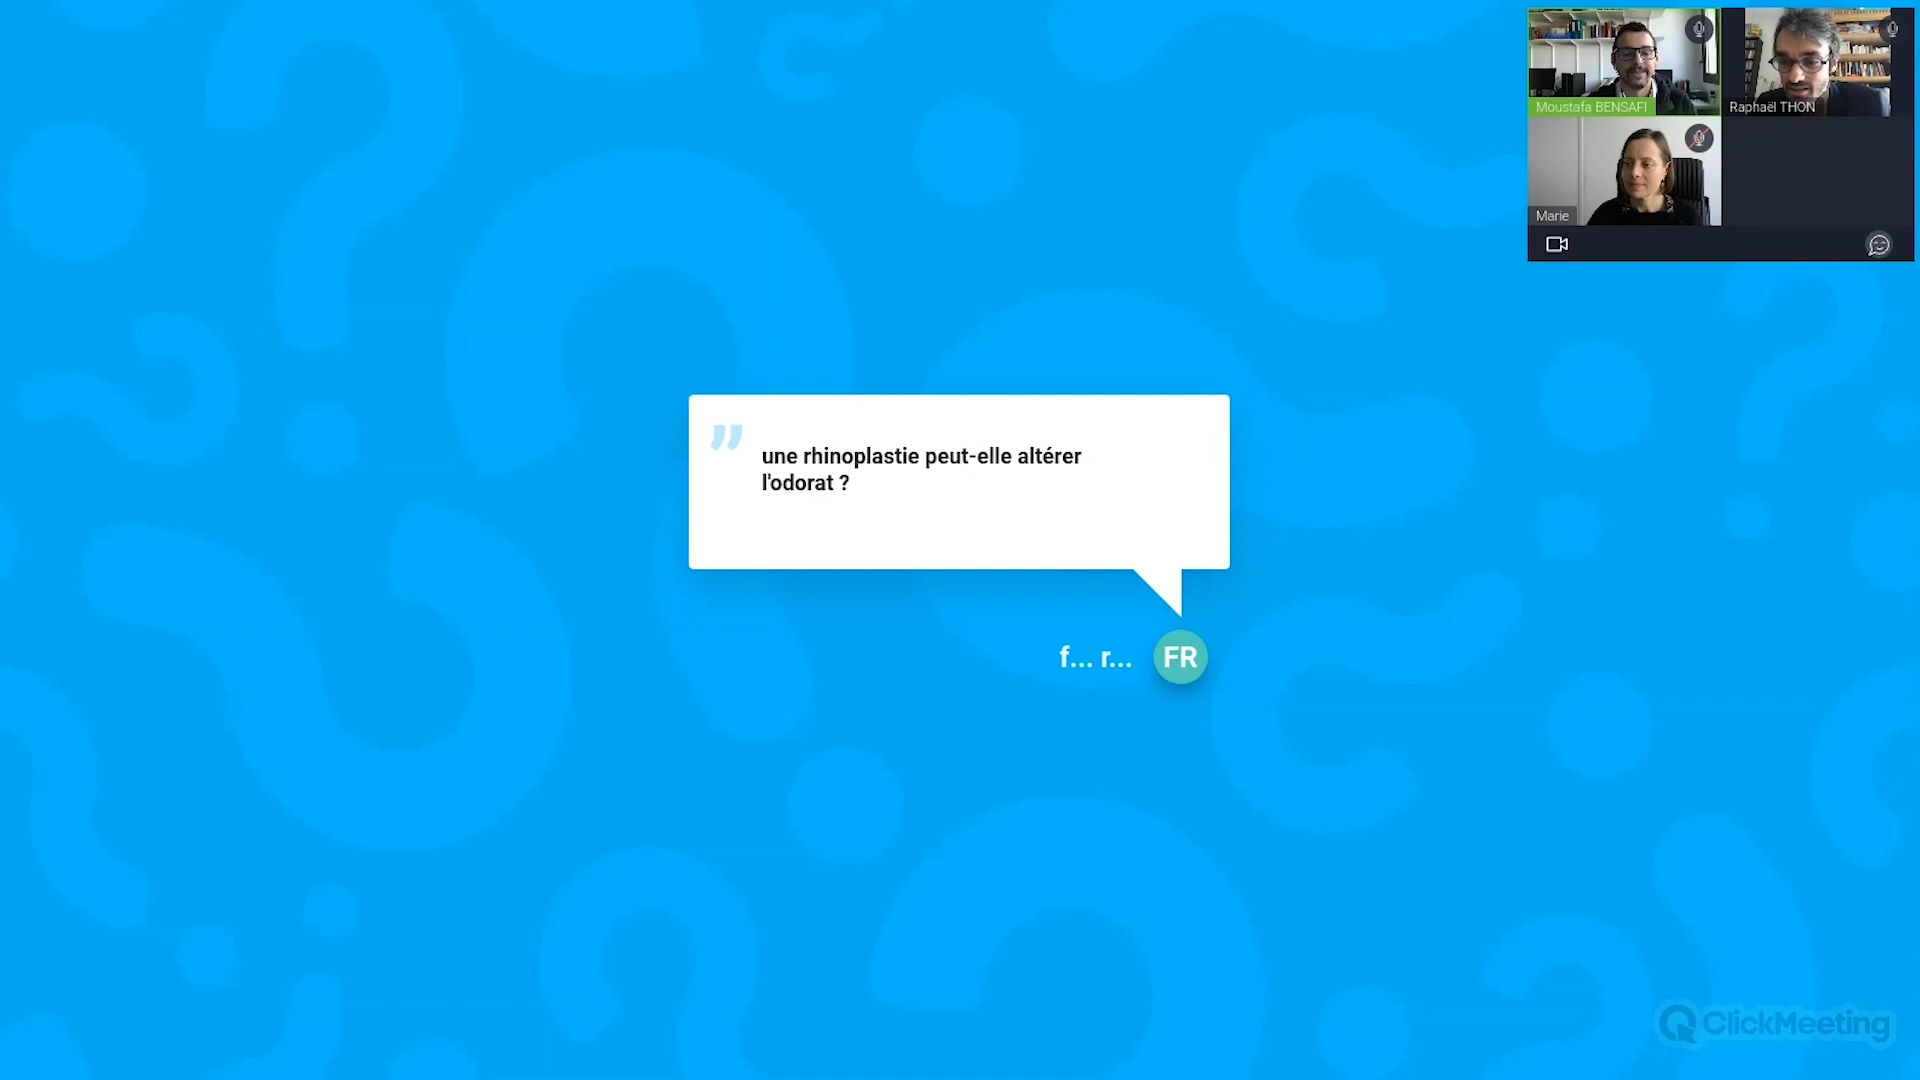 Moustafa BENSAFI
Raphaël THON
Marie
une rhinoplastie peut-elle altérer
l'odorat ?
f... r...
FR
ClickMeeting